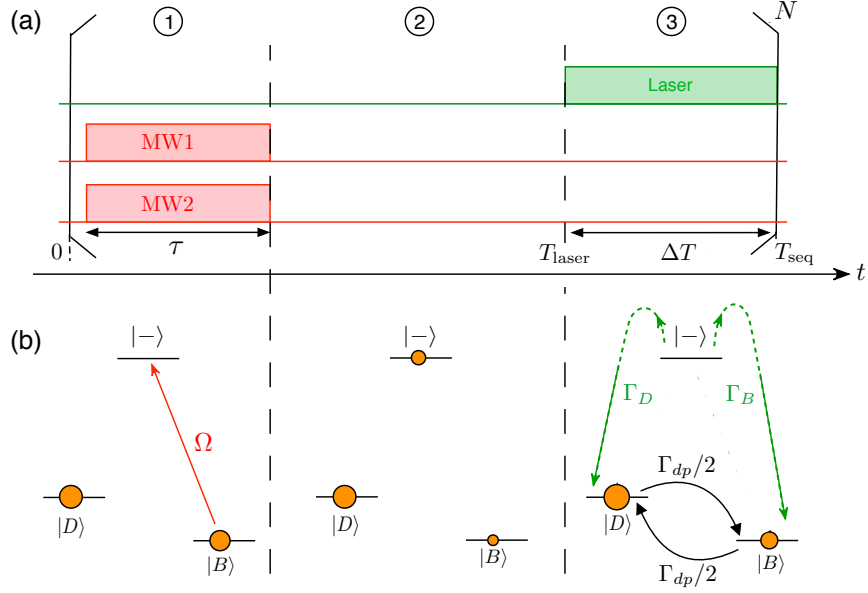 (a)
① ② ③
N
Laser
MW1
MW2
0 τ T_laser ΔT T_seq
t
(b)
|−⟩ |−⟩ |−⟩
Γ_D Γ_B
Ω
Γ_dp/2
|D⟩ |D⟩ |D⟩
|B⟩ |B⟩ |B⟩
Γ_dp/2